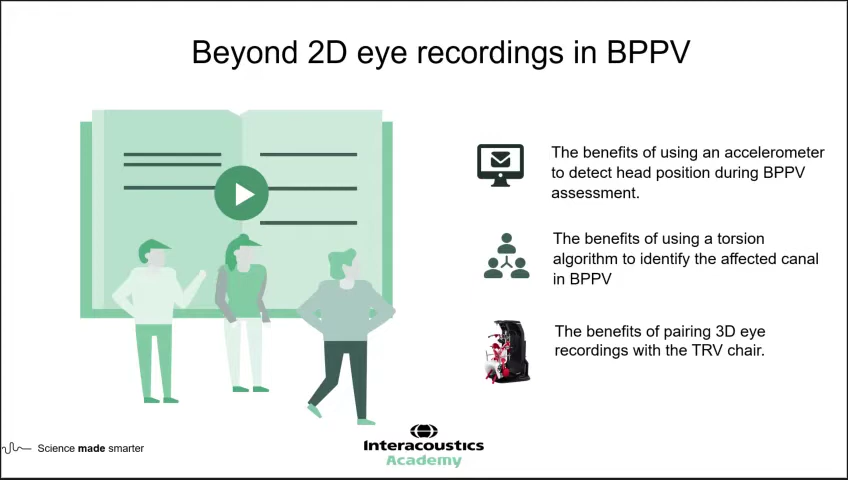 Beyond 2D eye recordings in BPPV
The benefits of using an accelerometer
to detect head position during BPPV
assessment.
The benefits of using a torsion
algorithm to identify the affected canal
in BPPV
The benefits of pairing 3D eye
recordings with the TRV chair.
Science made smarter
Interacoustics
Academy